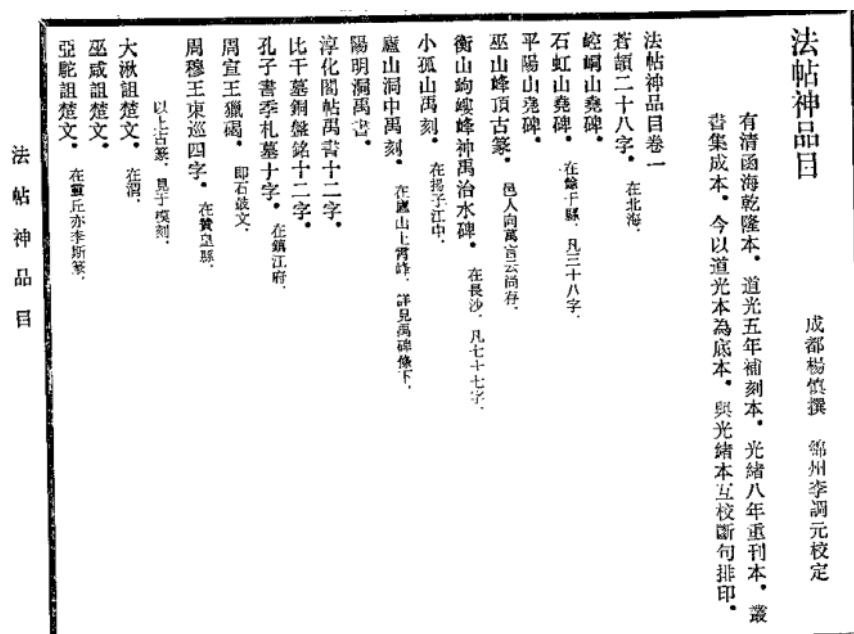 法帖神品目
成都楊慎撰　綿州李調元校定
有清函海乾隆本。道光五年補刻本。光緒八年重刊本。叢
書集成本。今以道光本為底本。與光緒本互校斷句排印。
法帖神品目卷一
蒼頡二十八字。在北海.
崆峒山堯碑。
石虹山堯碑。在餘干縣.凡三十八字.
平陽山堯碑。
巫山峰頂古篆。邑人向萬言云尚存.
衡山岣嶁峰神禹治水碑。在長沙.凡七十七字.
小孤山禹刻。在揚子江中.
廬山洞中禹刻。在廬山上霄峰.詳見禹碑條下.
陽明洞禹書。
淳化閣帖禹書十二字。
比干墓銅盤銘十二字。
孔子書季札墓十字。在鎮江府.
周宣王獵碣。即石鼓文.
周穆王東巡四字。在贊皇縣.
以上古篆.見于模刻.
大湫詛楚文。在渭.
巫咸詛楚文。
亞駝詛楚文。在靈丘亦李斯篆.
法帖神品目